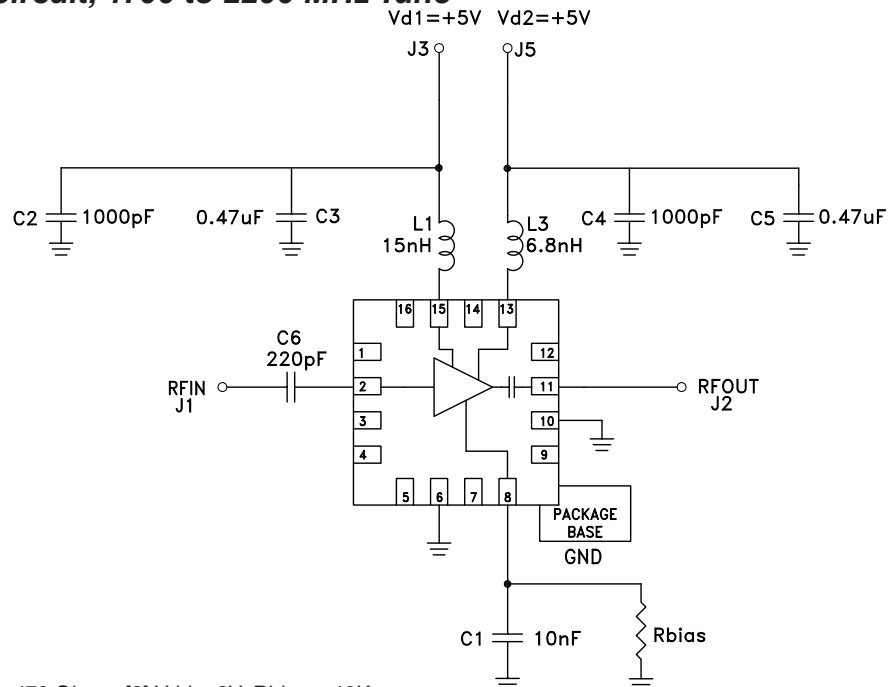 Vd1=+5V Vd2=+5V
J3 J5
C2 1000pF 0.47uF C3
L1
15nH
L3
6.8nH
C4 1000pF C5 0.47uF
16 15 14 13
C6
220pF
RFIN
J1
1
2
3
4
12
11
10
9
RFOUT
J2
5 6 7 8
PACKAGE
BASE
GND
C1 10nF
Rbias